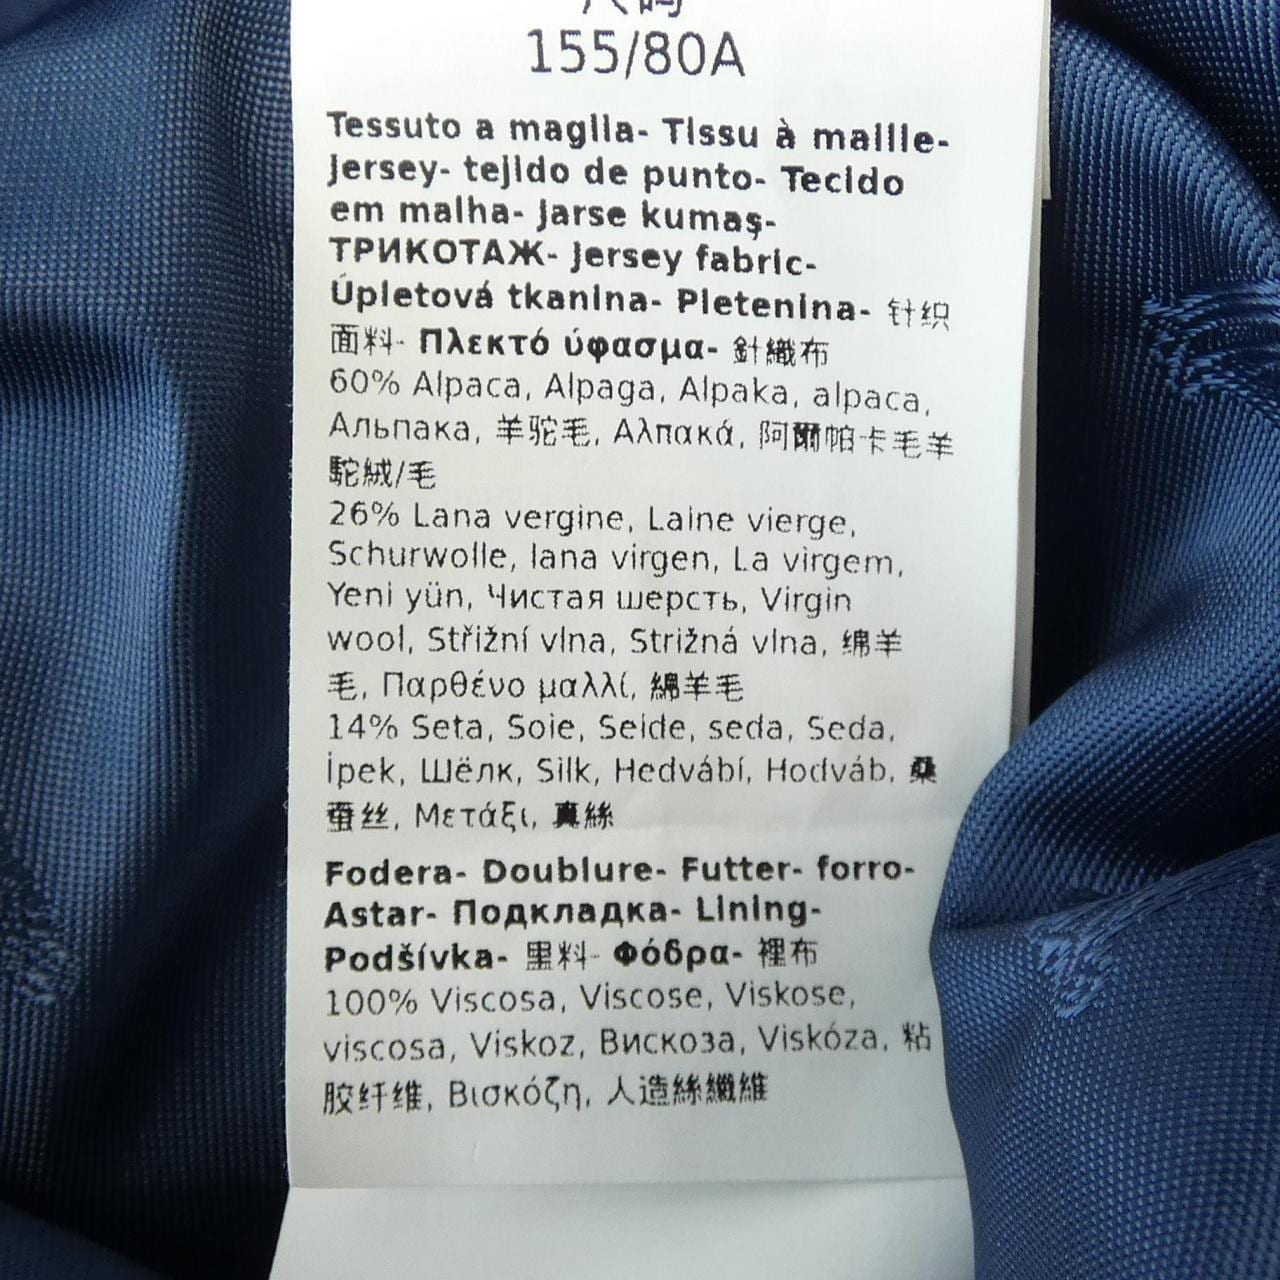 尺码
155/80A
Tessuto a maglia- Tissu à maille-
Jersey- tejido de punto- Tecido
em malha- Jarse kumaş-
ТРИКОТАЖ- Jersey fabric-
Úpletová tkanina- Pletenina- 针织
面料- Πλεκτό ύφασμα- 針織布
60% Alpaca, Alpaga, Alpaka, alpaca,
Альпака, 羊驼毛, Αλπακά, 阿爾帕卡毛羊
駝絨/毛
26% Lana vergine, Laine vierge,
Schurwolle, lana virgen, La virgem,
Yeni yün, Чистая шерсть, Virgin
wool, Střižní vlna, Strižná vlna, 绵羊
毛, Παρθένο μαλλί, 綿羊毛
14% Seta, Soie, Seide, seda, Seda,
İpek, Шёлк, Silk, Hedvábí, Hodváb, 桑
蚕丝, Μετάξι, 真絲
Fodera- Doublure- Futter- forro-
Astar- Подкладка- Lining-
Podšívka- 里料- Φόδρα- 裡布
100% Viscosa, Viscose, Viskose,
viscosa, Viskoz, Вискоза, Viskóza, 粘
胶纤维, Βισκόζη, 人造絲纖維